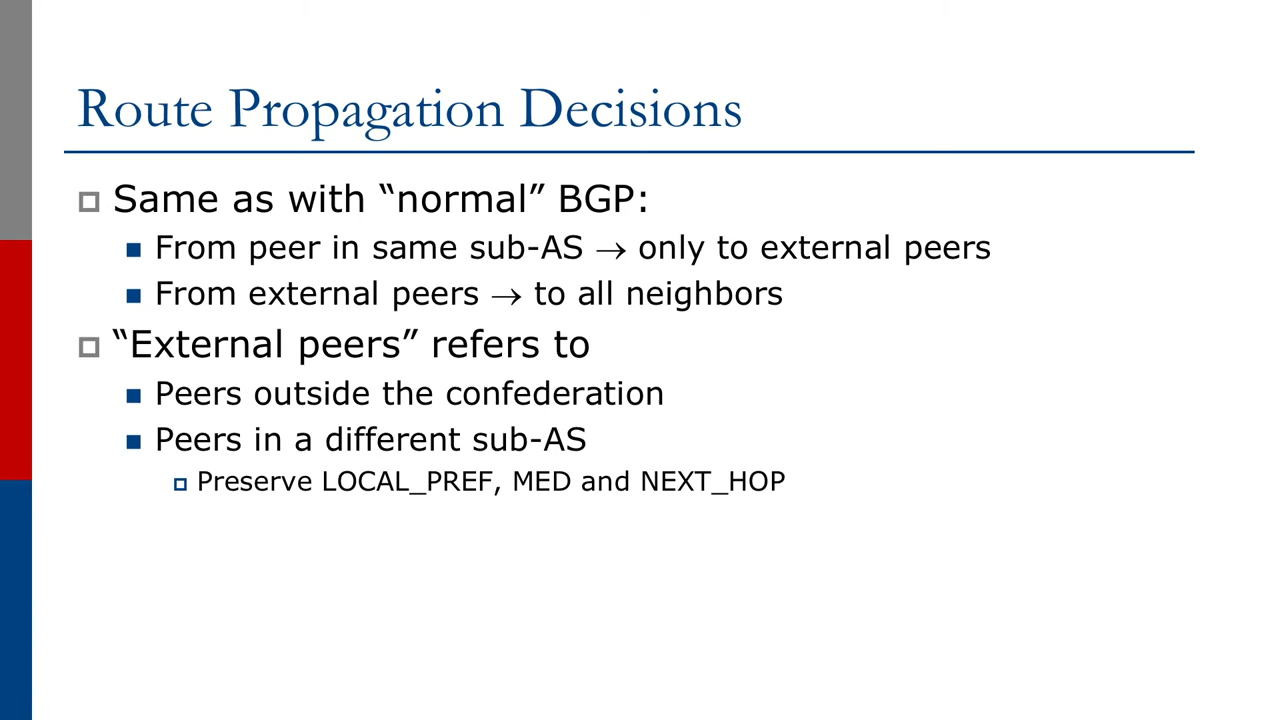 Route Propagation Decisions
Same as with “normal” BGP:
From peer in same sub-AS → only to external peers
From external peers → to all neighbors
“External peers” refers to
Peers outside the confederation
Peers in a different sub-AS
Preserve LOCAL_PREF, MED and NEXT_HOP